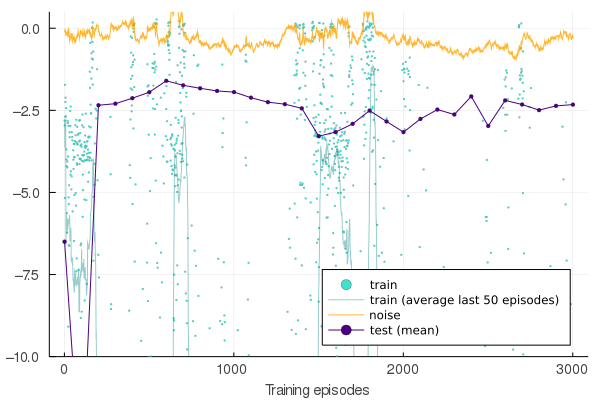 0.0
−2.5
−5.0
−7.5
−10.0
0
1000
2000
3000
Training episodes
train
train (average last 50 episodes)
noise
test (mean)